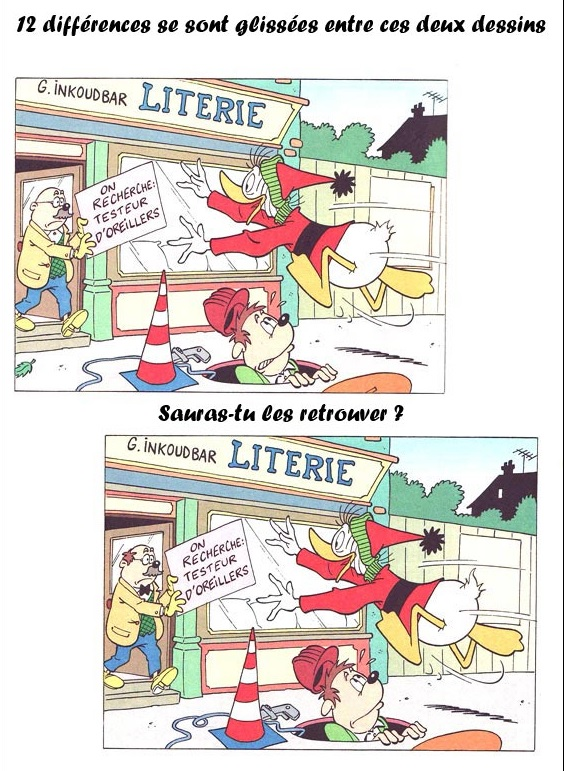 12 différences se sont glissées entre ces deux dessins
G. INKOUDBAR LITERIE
ON
RECHERCHE:
TESTEUR
D'OREILLERS
Sauras-tu les retrouver ?
G. INKOUDBAR LITERIE
ON
RECHERCHE:
TESTEUR
D'OREILLERS